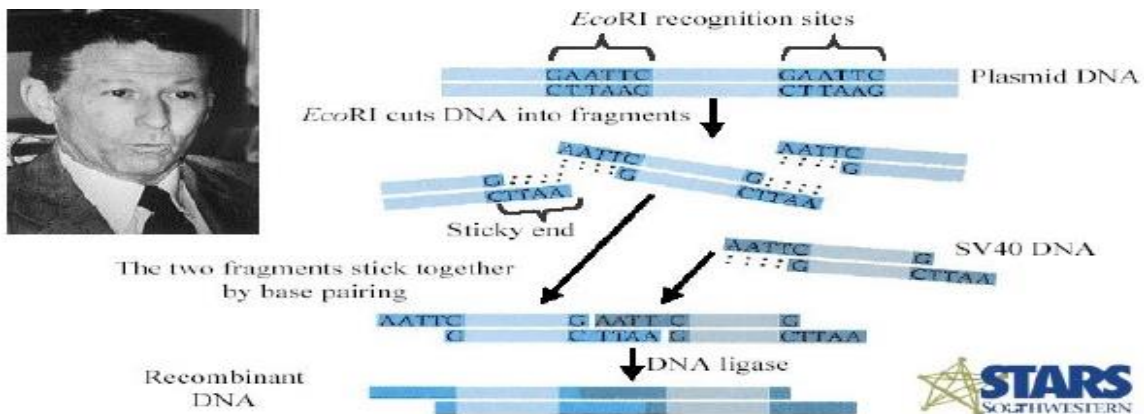 EcoRI recognition sites
GAATTC GAATTC Plasmid DNA
CTTAAG CTTAAG
EcoRI cuts DNA into fragments
AATTC AATTC
G G G G
CTTAA CTTAA
Sticky end
AATTC G SV40 DNA
G CTTAA
The two fragments stick together
by base pairing
AATTC G AATT C G
C C TTAA G CTTAA
DNA ligase
Recombinant
DNA
STARS
SOUTHWESTERN